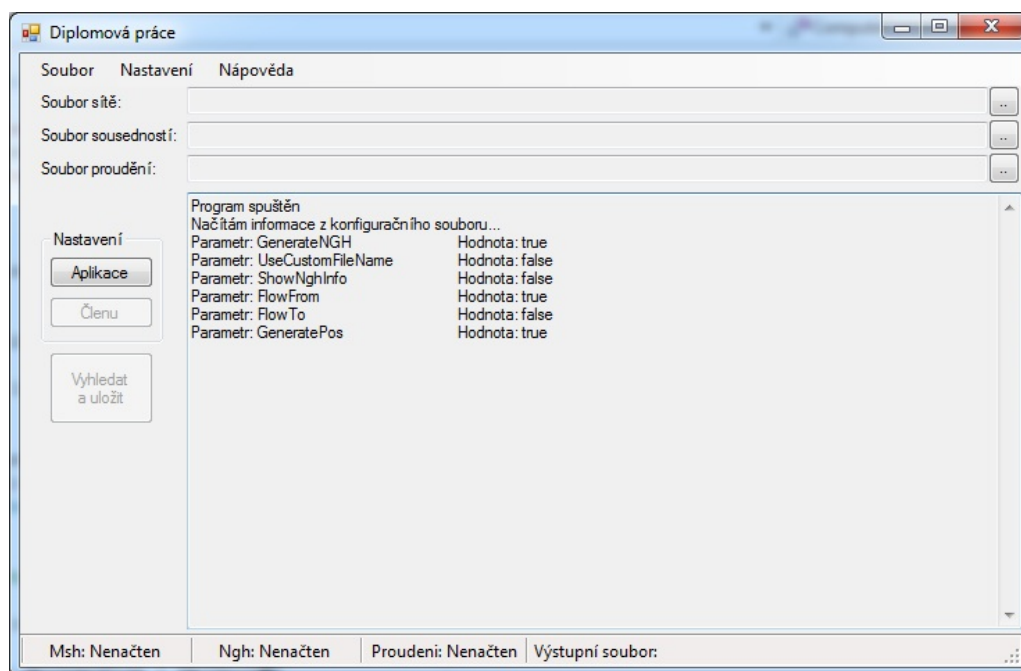 Diplomová práce
Soubor Nastavení Nápověda
Soubor sítě: ..
Soubor sousedností: ..
Soubor proudění: ..
Program spuštěn
Načítám informace z konfiguračního souboru...
Parametr: GenerateNGH Hodnota: true
Parametr: UseCustomFileName Hodnota: false
Parametr: ShowNghInfo Hodnota: false
Parametr: FlowFrom Hodnota: true
Parametr: FlowTo Hodnota: false
Parametr: GeneratePos Hodnota: true
Nastavení
Aplikace
Členu
Vyhledat
a uložit
Msh: Nenačten Ngh: Nenačten Proudeni: Nenačten Výstupní soubor: